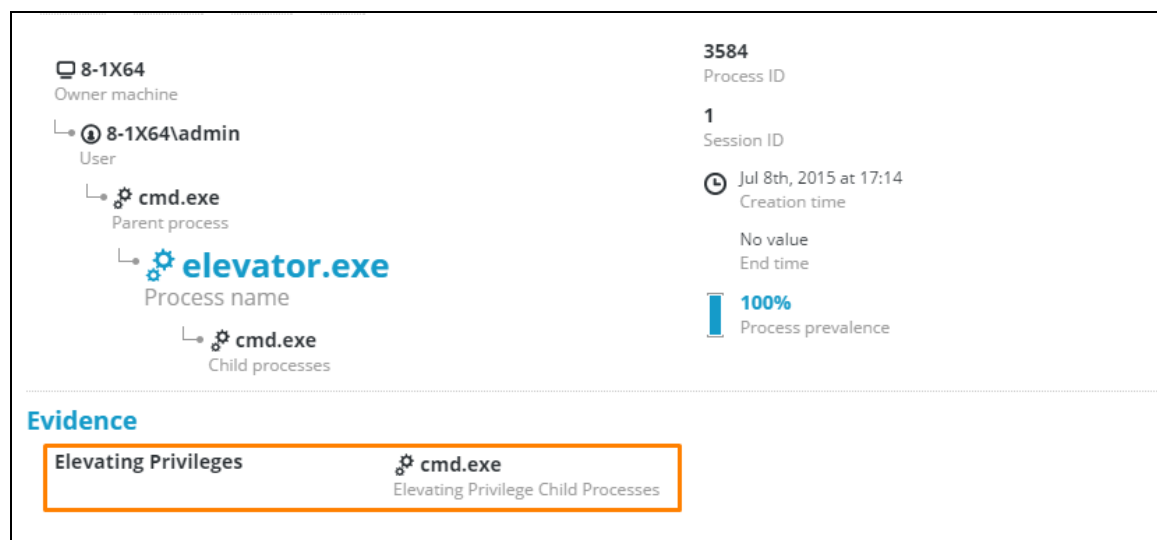 8-1X64
Owner machine
8-1X64\admin
User
cmd.exe
Parent process
elevator.exe
Process name
cmd.exe
Child processes
3584
Process ID
1
Session ID
Jul 8th, 2015 at 17:14
Creation time
No value
End time
100%
Process prevalence
Evidence
Elevating Privileges
cmd.exe
Elevating Privilege Child Processes